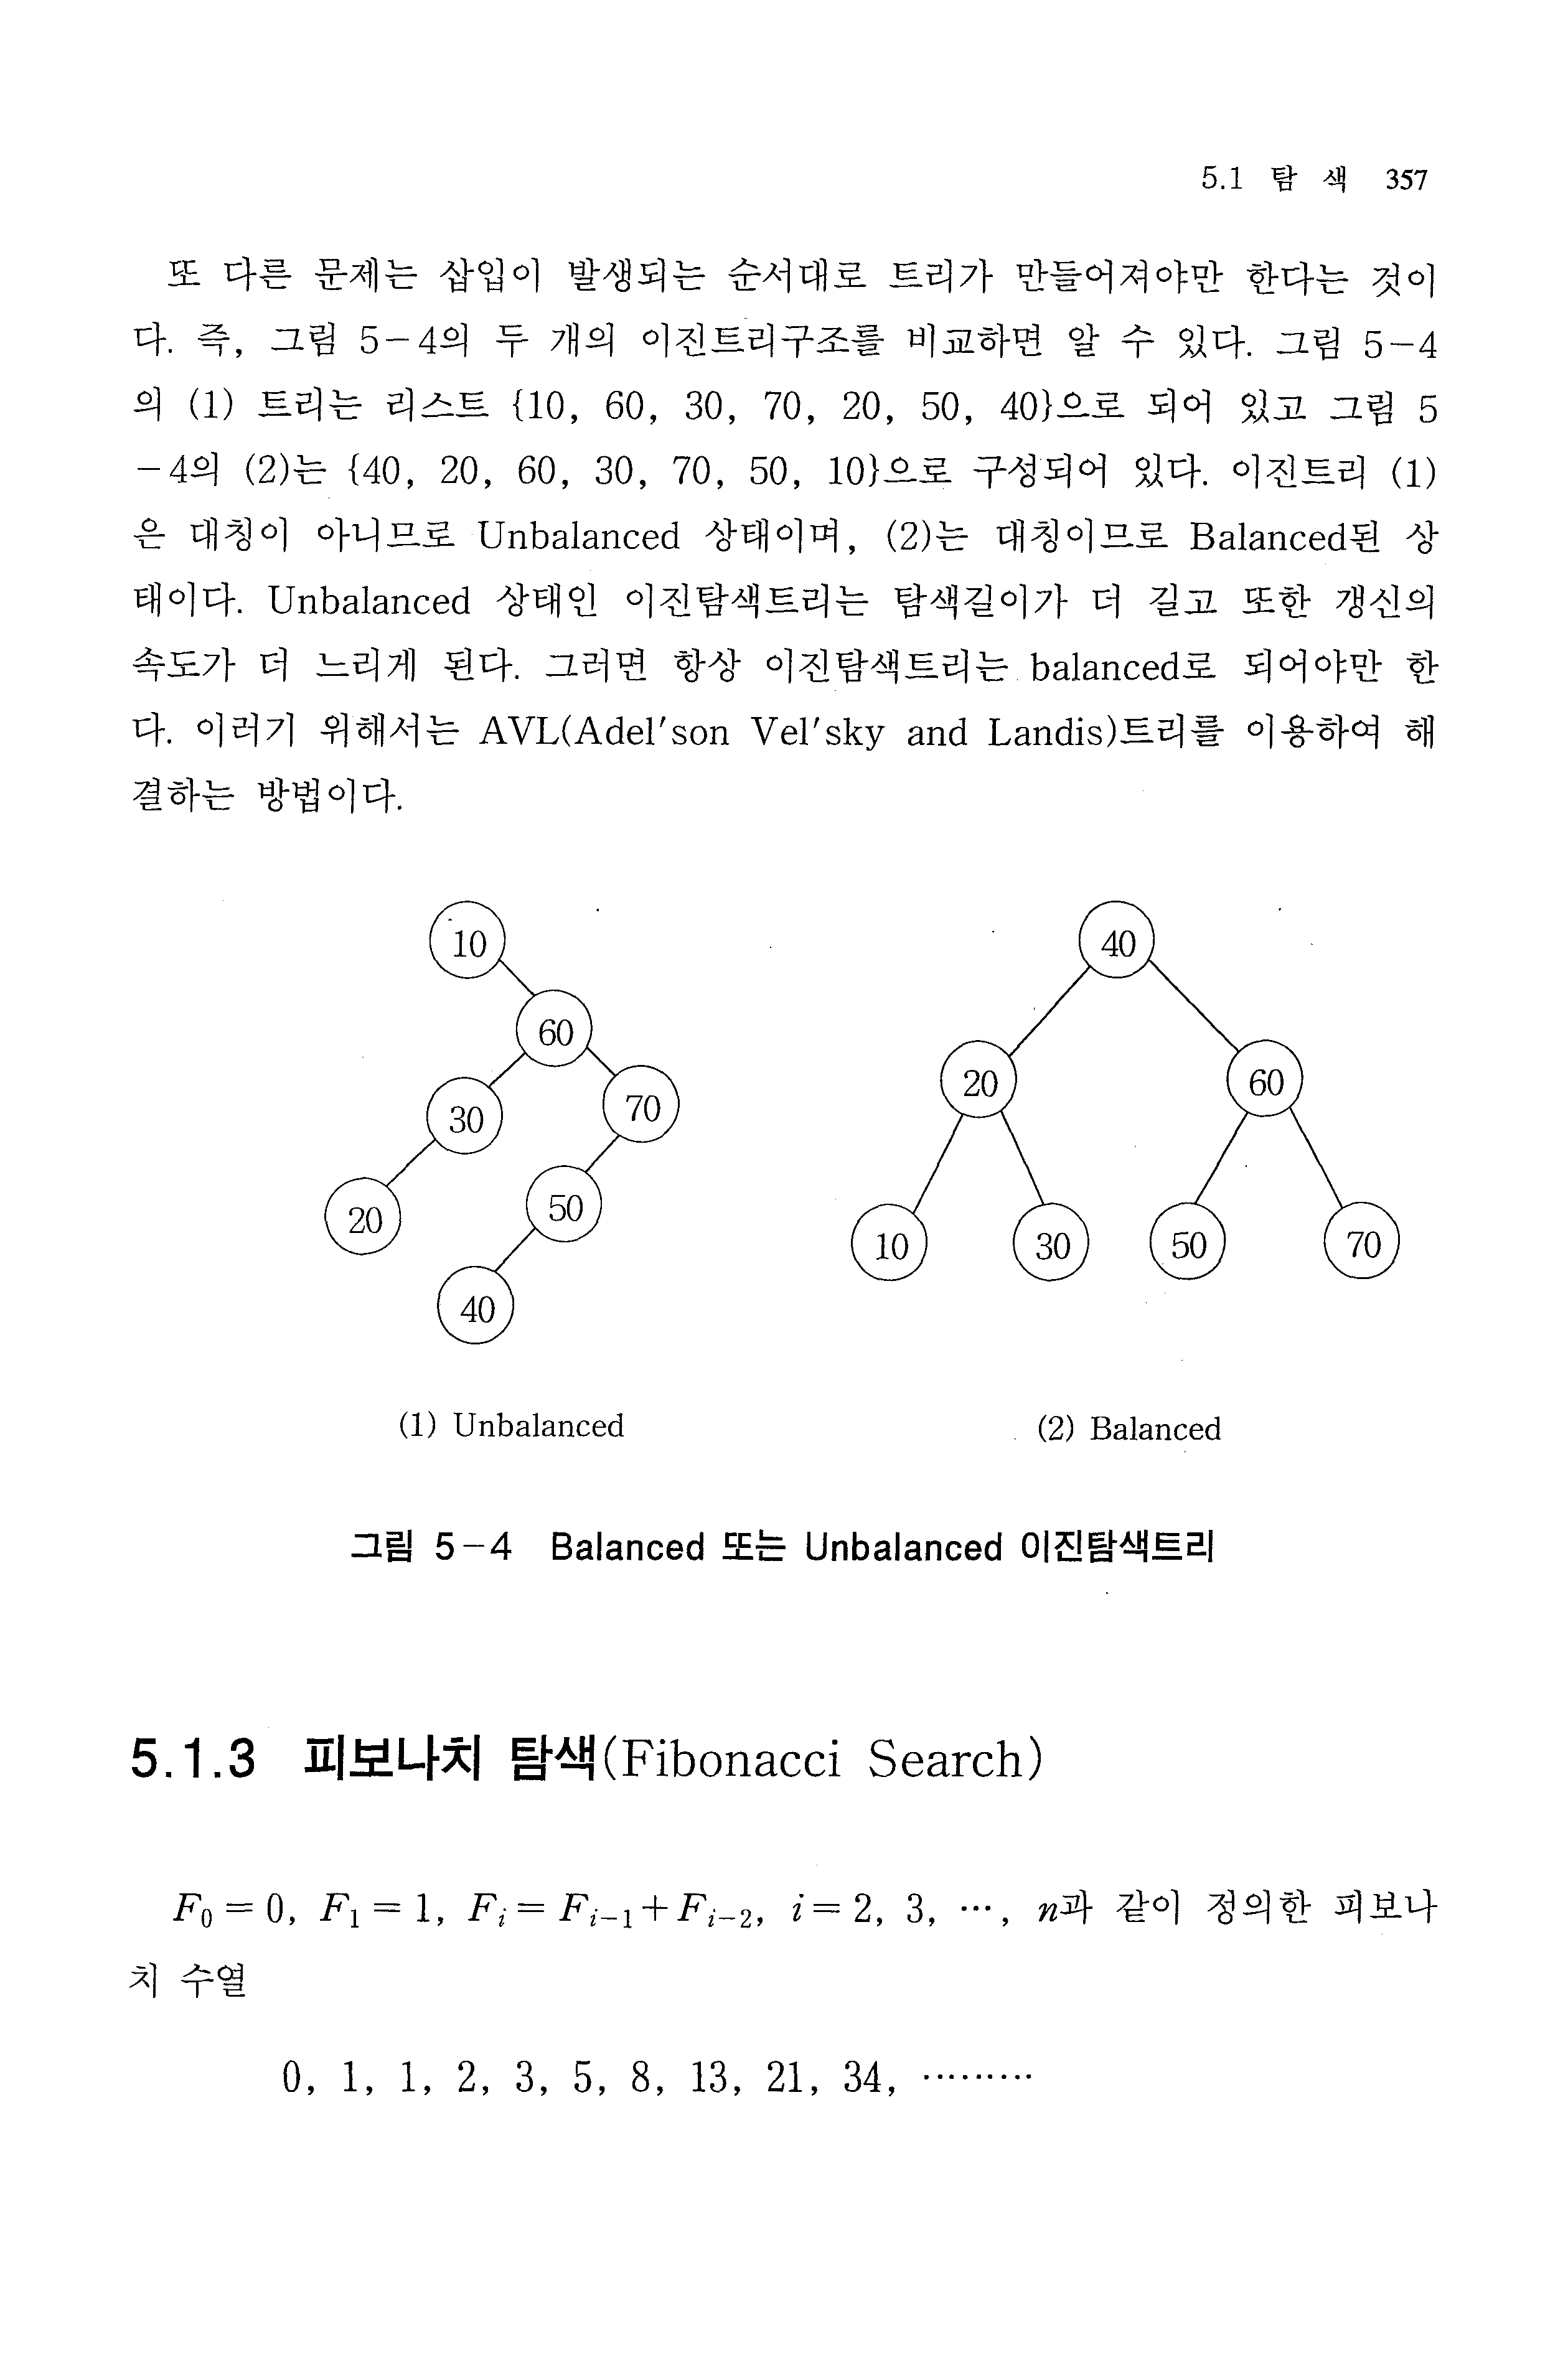 5.1 탐 색 357
또 다른 문제는 삽입이 발생되는 순서대로 트리가 만들어져야만 한다는 것이
다. 즉, 그림 5-4의 두 개의 이진트리구조를 비교하면 알 수 있다. 그림 5-4
의 (1) 트리는 리스트 {10, 60, 30, 70, 20, 50, 40}으로 되어 있고 그림 5
-4의 (2)는 {40, 20, 60, 30, 70, 50, 10}으로 구성되어 있다. 이진트리 (1)
은 대칭이 아니므로 Unbalanced 상태이며, (2)는 대칭이므로 Balanced된 상
태이다. Unbalanced 상태인 이진탐색트리는 탐색길이가 더 길고 또한 갱신의
속도가 더 느리게 된다. 그러면 항상 이진탐색트리는 balanced로 되어야만 한
다. 이러기 위해서는 AVL(Adel'son Vel'sky and Landis)트리를 이용하여 해
결하는 방법이다.
10 40
60
20 60
30 70
20 50
10 30 50 70
40
(1) Unbalanced (2) Balanced
그림 5-4 Balanced 또는 Unbalanced 이진탐색트리
5.1.3 피보나치 탐색(Fibonacci Search)
F₀ = 0, F₁ = 1, Fᵢ = Fᵢ₋₁ + Fᵢ₋₂, i = 2, 3, …, n과 같이 정의한 피보나
치 수열
0, 1, 1, 2, 3, 5, 8, 13, 21, 34, ………